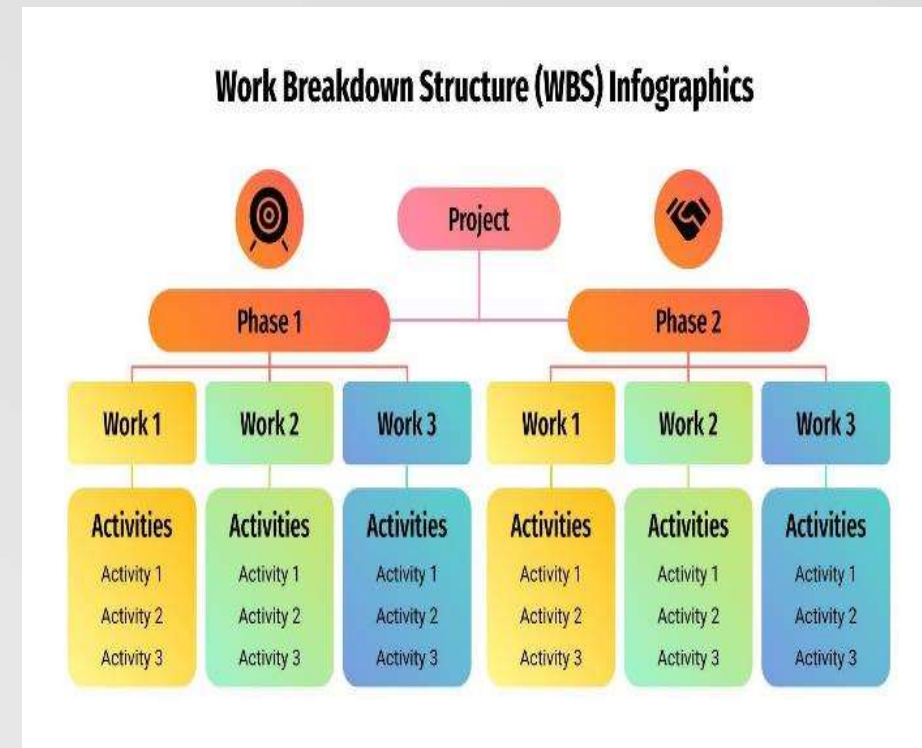 Work Breakdown Structure (WBS) Infographics
Project
Phase 1
Phase 2
Work 1
Work 2
Work 3
Work 1
Work 2
Work 3
Activities
Activity 1
Activity 2
Activity 3
Activities
Activity 1
Activity 2
Activity 3
Activities
Activity 1
Activity 2
Activity 3
Activities
Activity 1
Activity 2
Activity 3
Activities
Activity 1
Activity 2
Activity 3
Activities
Activity 1
Activity 2
Activity 3